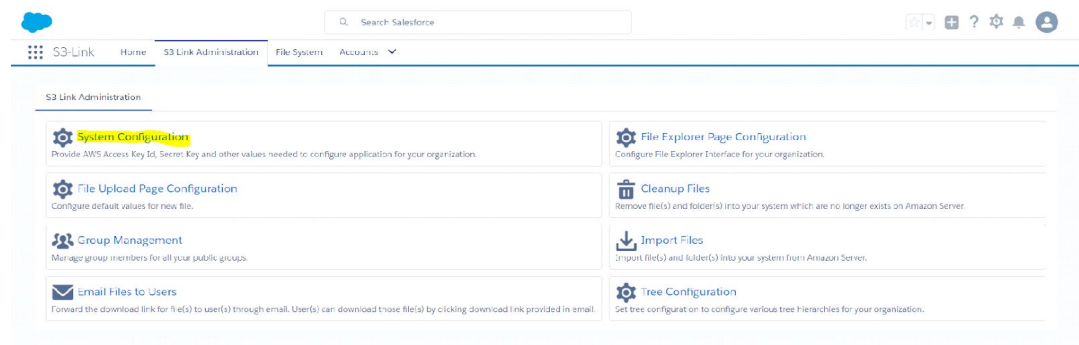 Search Salesforce
S3-Link Home S3 Link Administration File System Accounts
S3 Link Administration
System Configuration
Provide AWS Access Key Id, Secret Key and other values needed to configure application for your organization.
File Explorer Page Configuration
Configure File Explorer Interface for your organization.
File Upload Page Configuration
Configure default values for new file.
Cleanup Files
Remove file(s) and folder(s) into your system which are no longer exists on Amazon Server.
Group Management
Manage group members for all your public groups.
Import Files
Import file(s) and folder(s) into your system from Amazon Server.
Email Files to Users
Forward the download link for file(s) to user(s) through email. User(s) can download those file(s) by clicking download link provided in email.
Tree Configuration
Set tree configuration to configure various tree hierarchies for your organization.